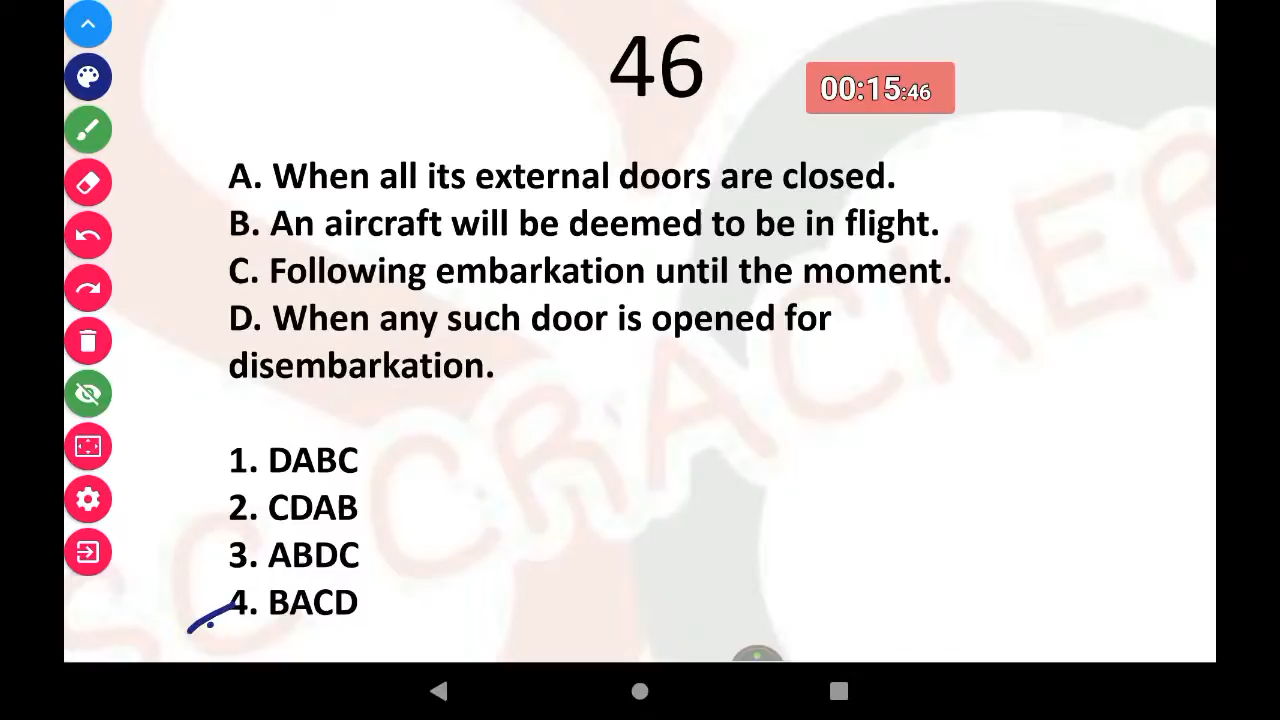 46
00:15:46
A. When all its external doors are closed.
B. An aircraft will be deemed to be in flight.
C. Following embarkation until the moment.
D. When any such door is opened for
disembarkation.
1. DABC
2. CDAB
3. ABDC
4. BACD
SC CRACKER